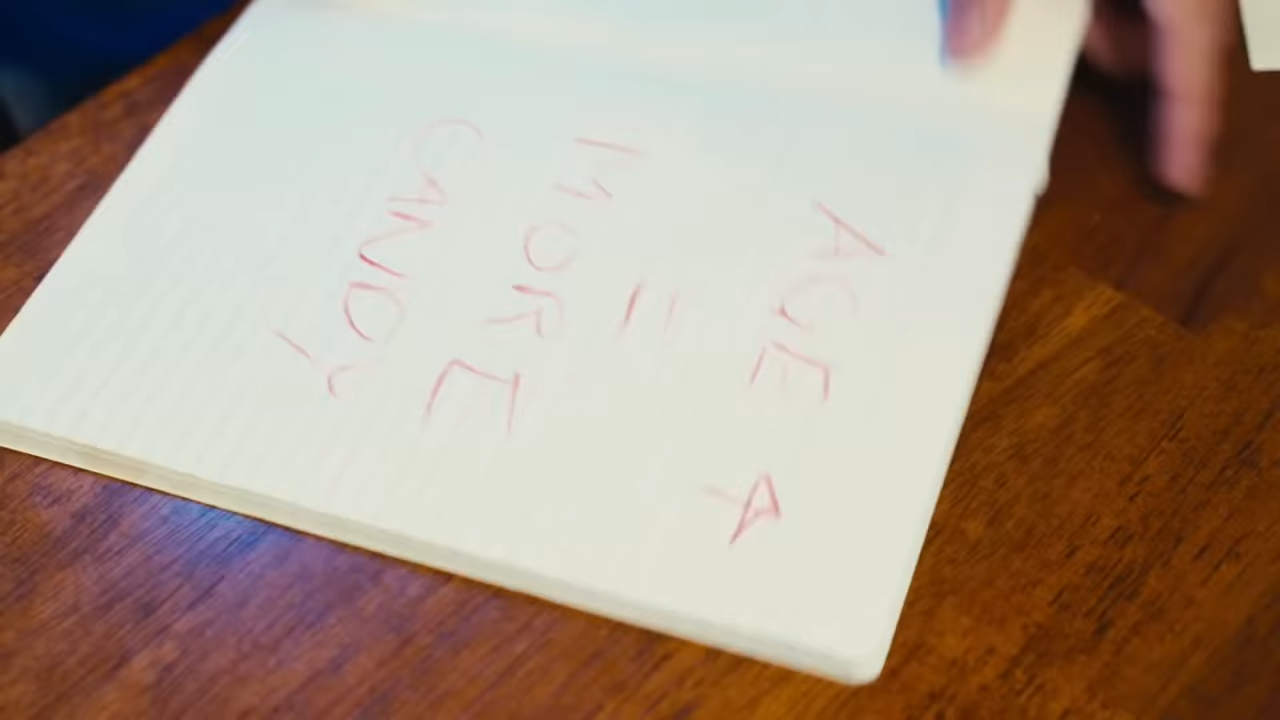 AGE ↑
=
MORE
CANDY